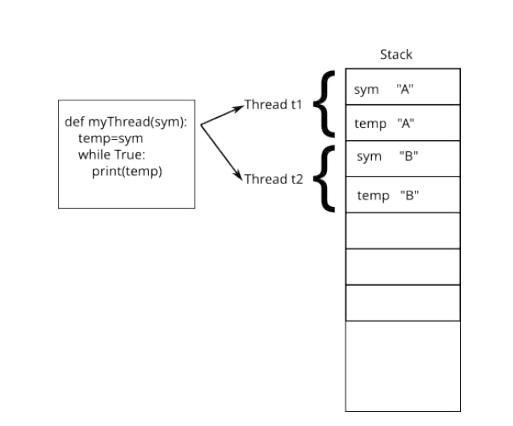 Stack
def myThread(sym):
temp=sym
while True:
print(temp)
Thread t1
Thread t2
sym "A"
temp "A"
sym "B"
temp "B"